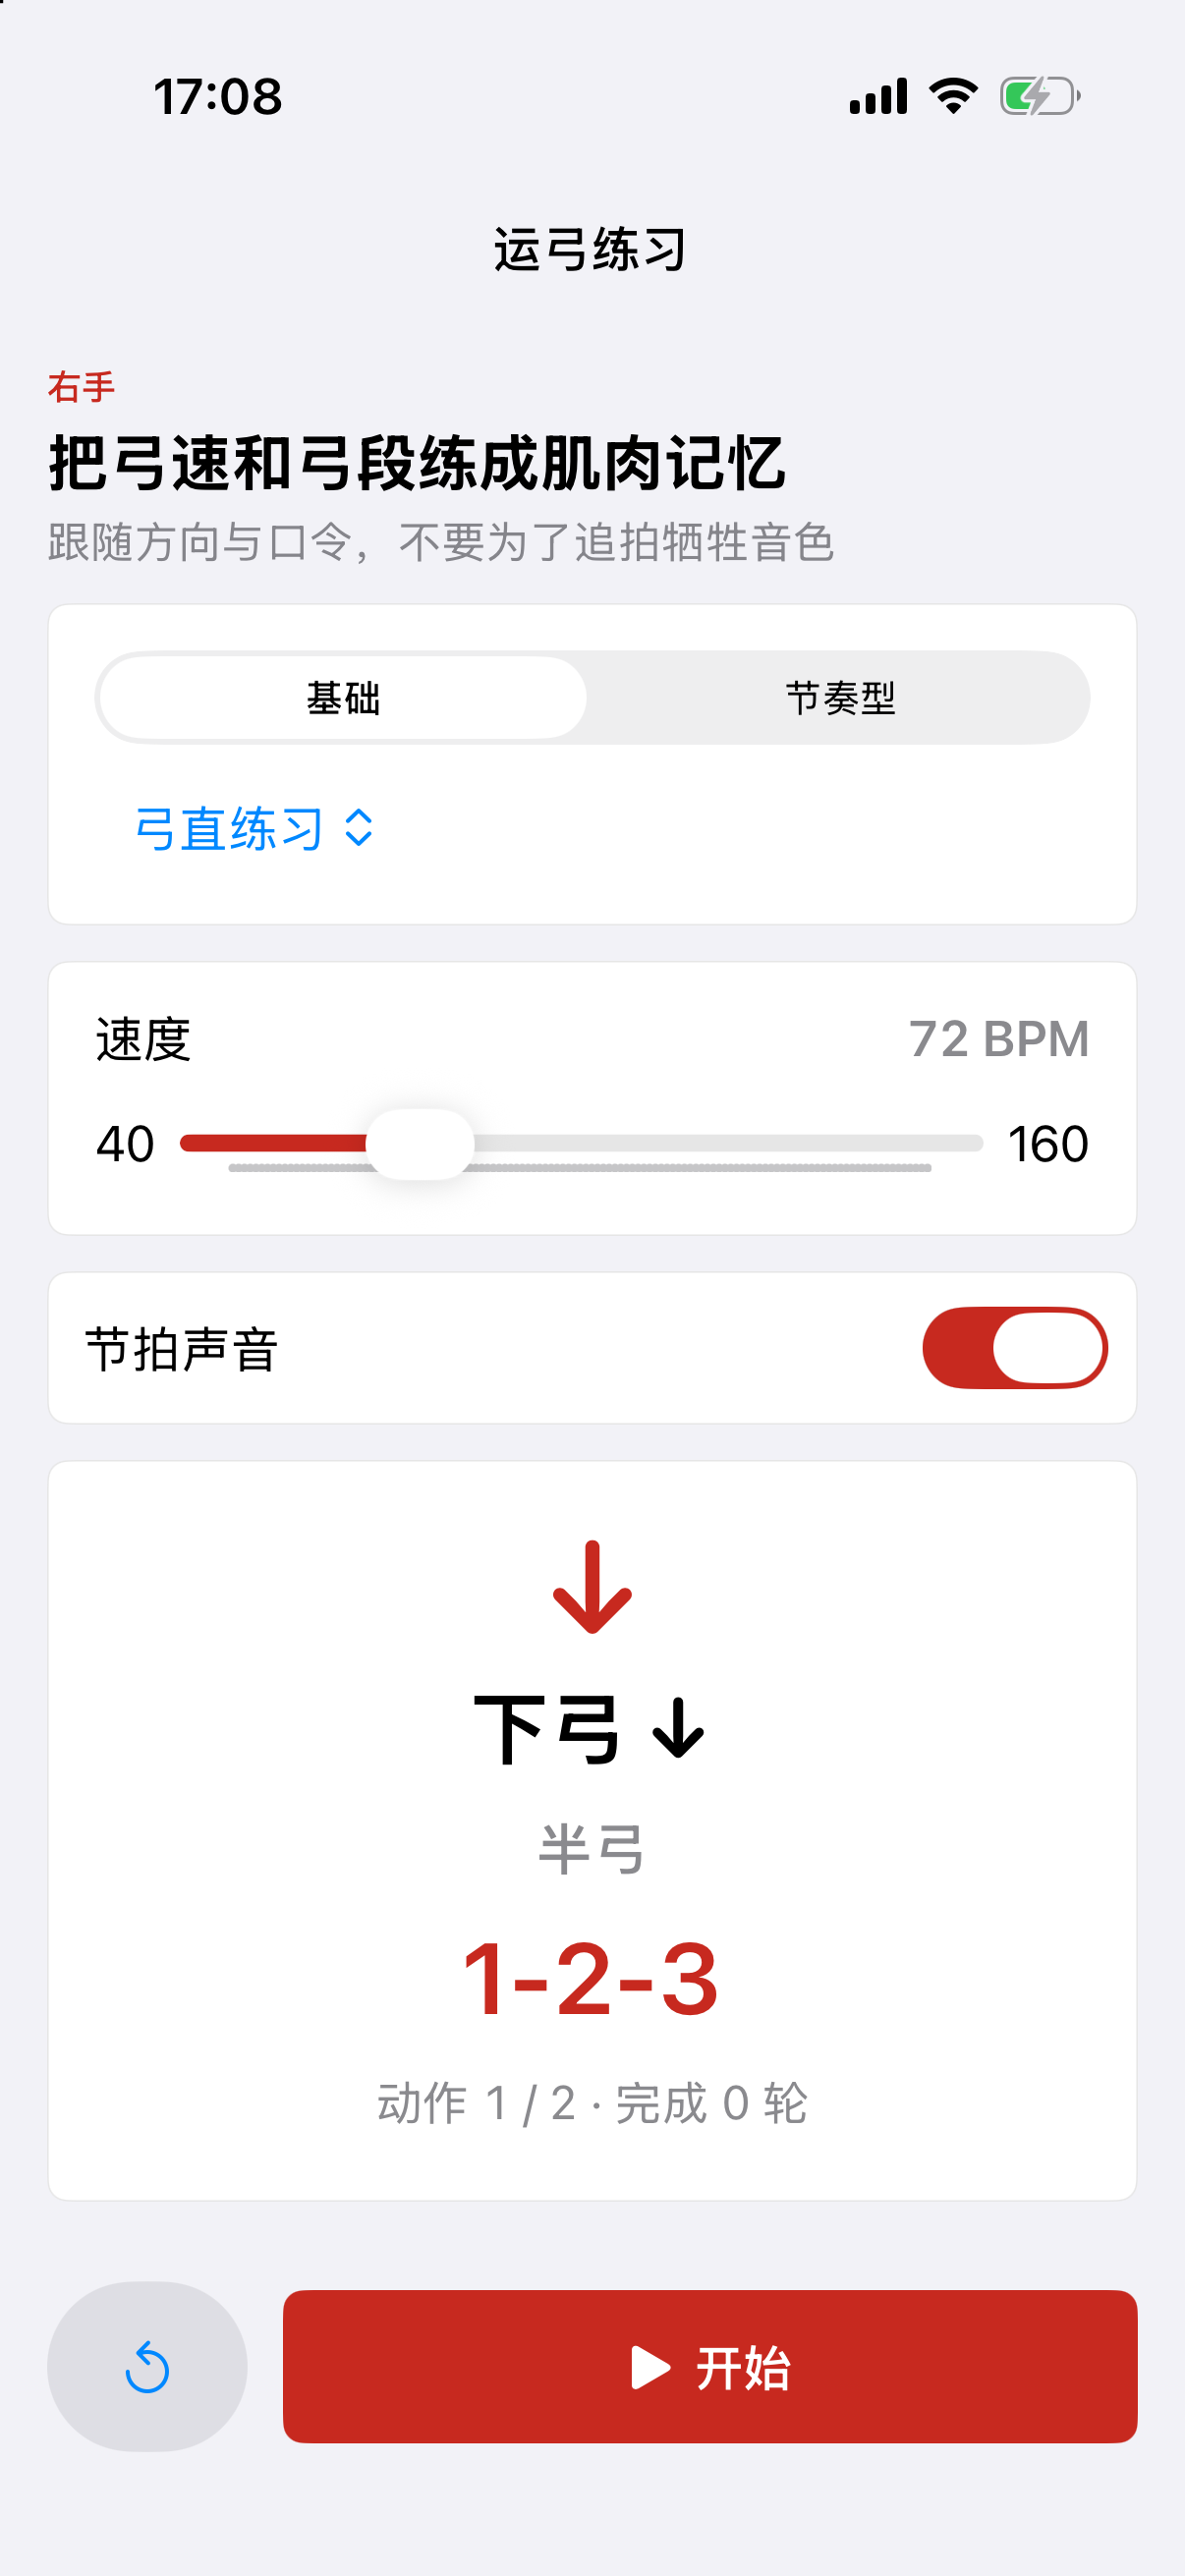 17:08
运弓练习
右手
把弓速和弓段练成肌肉记忆
跟随方向与口令，不要为了追拍牺牲音色
基础 节奏型
弓直练习
速度 72 BPM
40 160
节拍声音
下弓 ↓
半弓
1-2-3
动作 1 / 2 · 完成 0 轮
开始